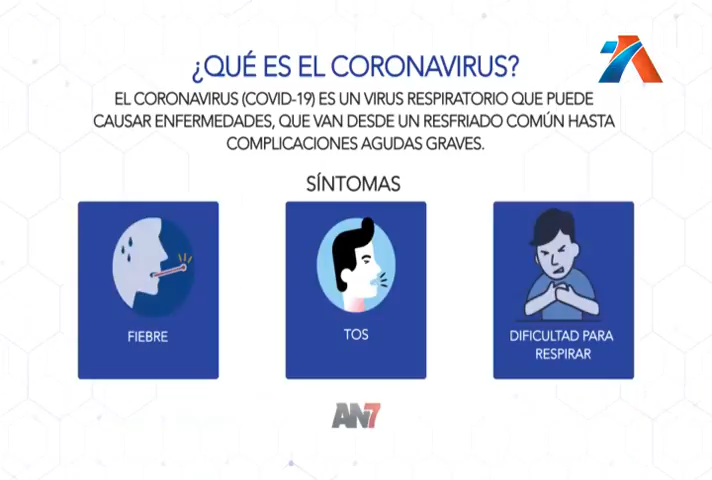 ¿QUÉ ES EL CORONAVIRUS?
EL CORONAVIRUS (COVID-19) ES UN VIRUS RESPIRATORIO QUE PUEDE
CAUSAR ENFERMEDADES, QUE VAN DESDE UN RESFRIADO COMÚN HASTA
COMPLICACIONES AGUDAS GRAVES.
SÍNTOMAS
FIEBRE
TOS
DIFICULTAD PARA
RESPIRAR
AN7